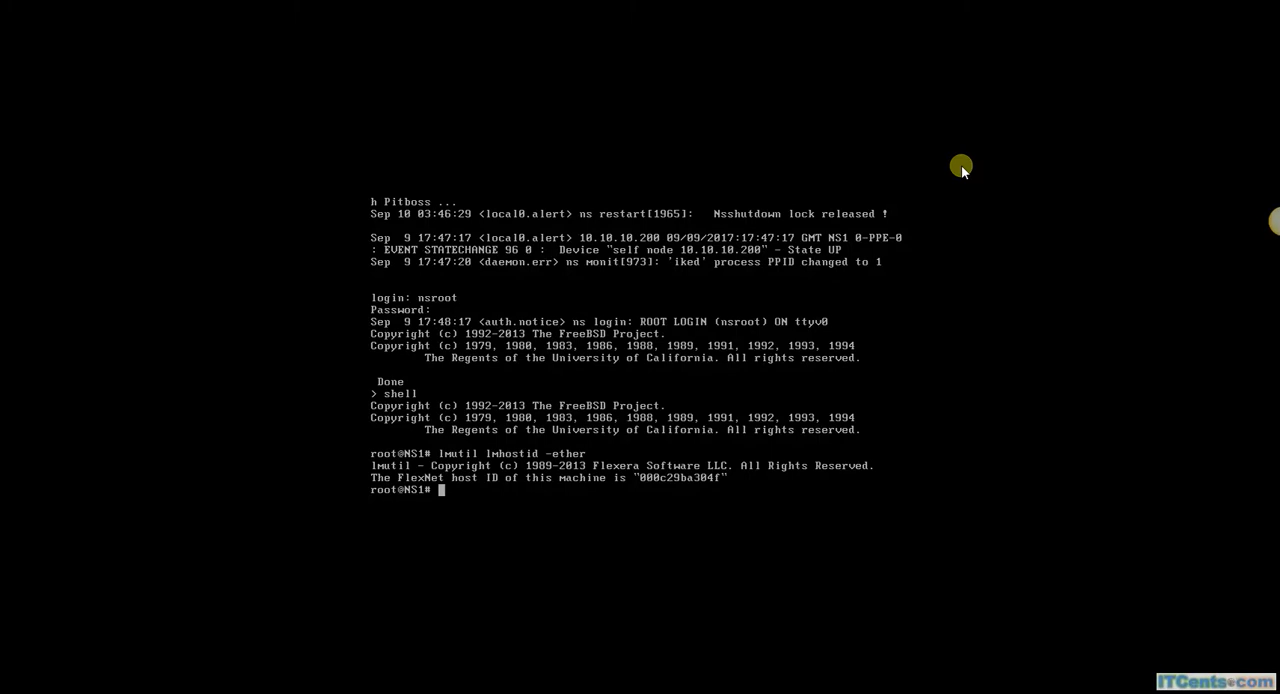 h Pitboss ...
Sep 10 03:46:29 <local0.alert> ns restart[1965]:   Nsshutdown lock released !
Sep  9 17:47:17 <local0.alert> 10.10.10.200 09/09/2017:17:47:17 GMT NS1 0-PPE-0
: EVENT STATECHANGE 96 0 :  Device "self node 10.10.10.200" - State UP
Sep  9 17:47:20 <daemon.err> ns monit[973]: 'iked' process PPID changed to 1
login: nsroot
Password:
Sep  9 17:48:17 <auth.notice> ns login: ROOT LOGIN (nsroot) ON ttyv0
Copyright (c) 1992-2013 The FreeBSD Project.
Copyright (c) 1979, 1980, 1983, 1986, 1988, 1989, 1991, 1992, 1993, 1994
        The Regents of the University of California. All rights reserved.
 Done
> shell
Copyright (c) 1992-2013 The FreeBSD Project.
Copyright (c) 1979, 1980, 1983, 1986, 1988, 1989, 1991, 1992, 1993, 1994
        The Regents of the University of California. All rights reserved.
root@NS1# lmutil lmhostid -ether
lmutil - Copyright (c) 1989-2013 Flexera Software LLC. All Rights Reserved.
The FlexNet host ID of this machine is "000c29ba304f"
root@NS1#
ITCents.com